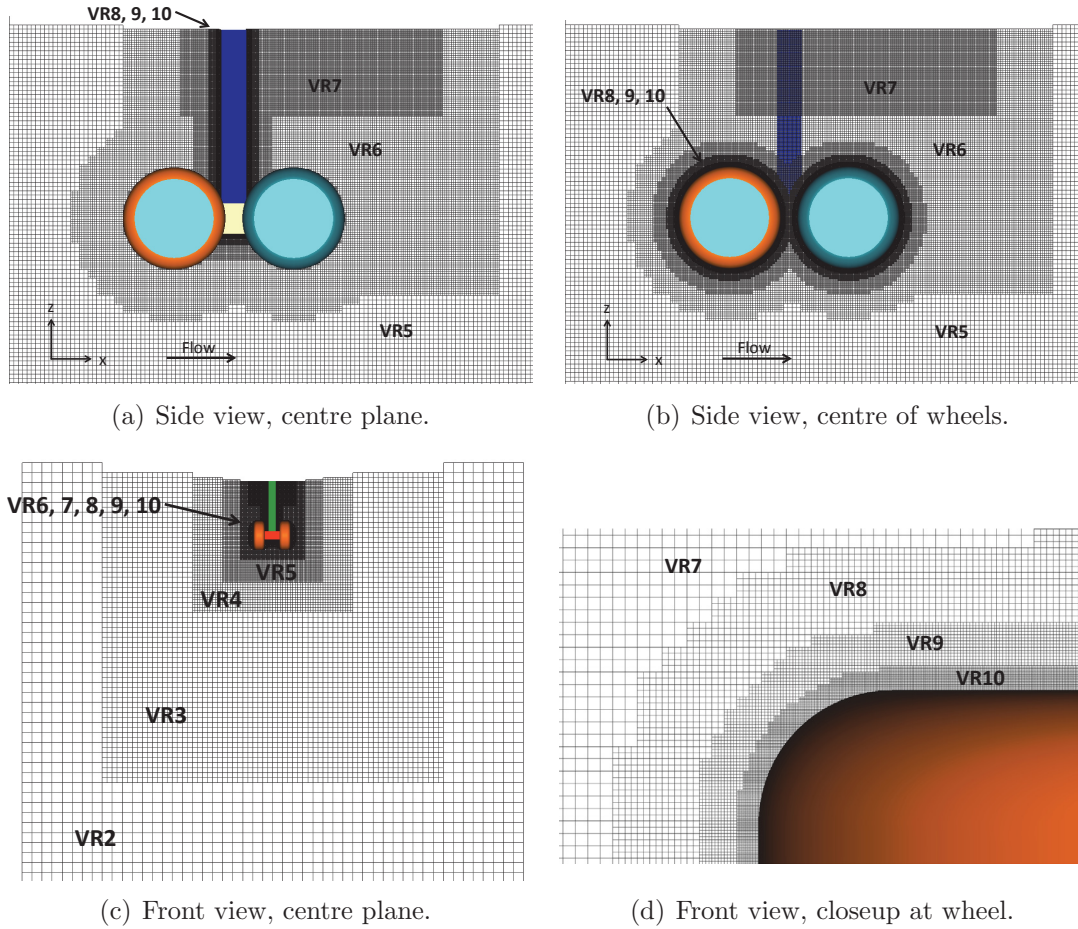 VR8, 9, 10
VR7
VR6
VR5
z
x
Flow
(a) Side view, centre plane.
VR8, 9, 10
VR7
VR6
VR5
z
x
Flow
(b) Side view, centre of wheels.
VR6, 7, 8, 9, 10
VR5
VR4
VR3
VR2
(c) Front view, centre plane.
VR7
VR8
VR9
VR10
(d) Front view, closeup at wheel.